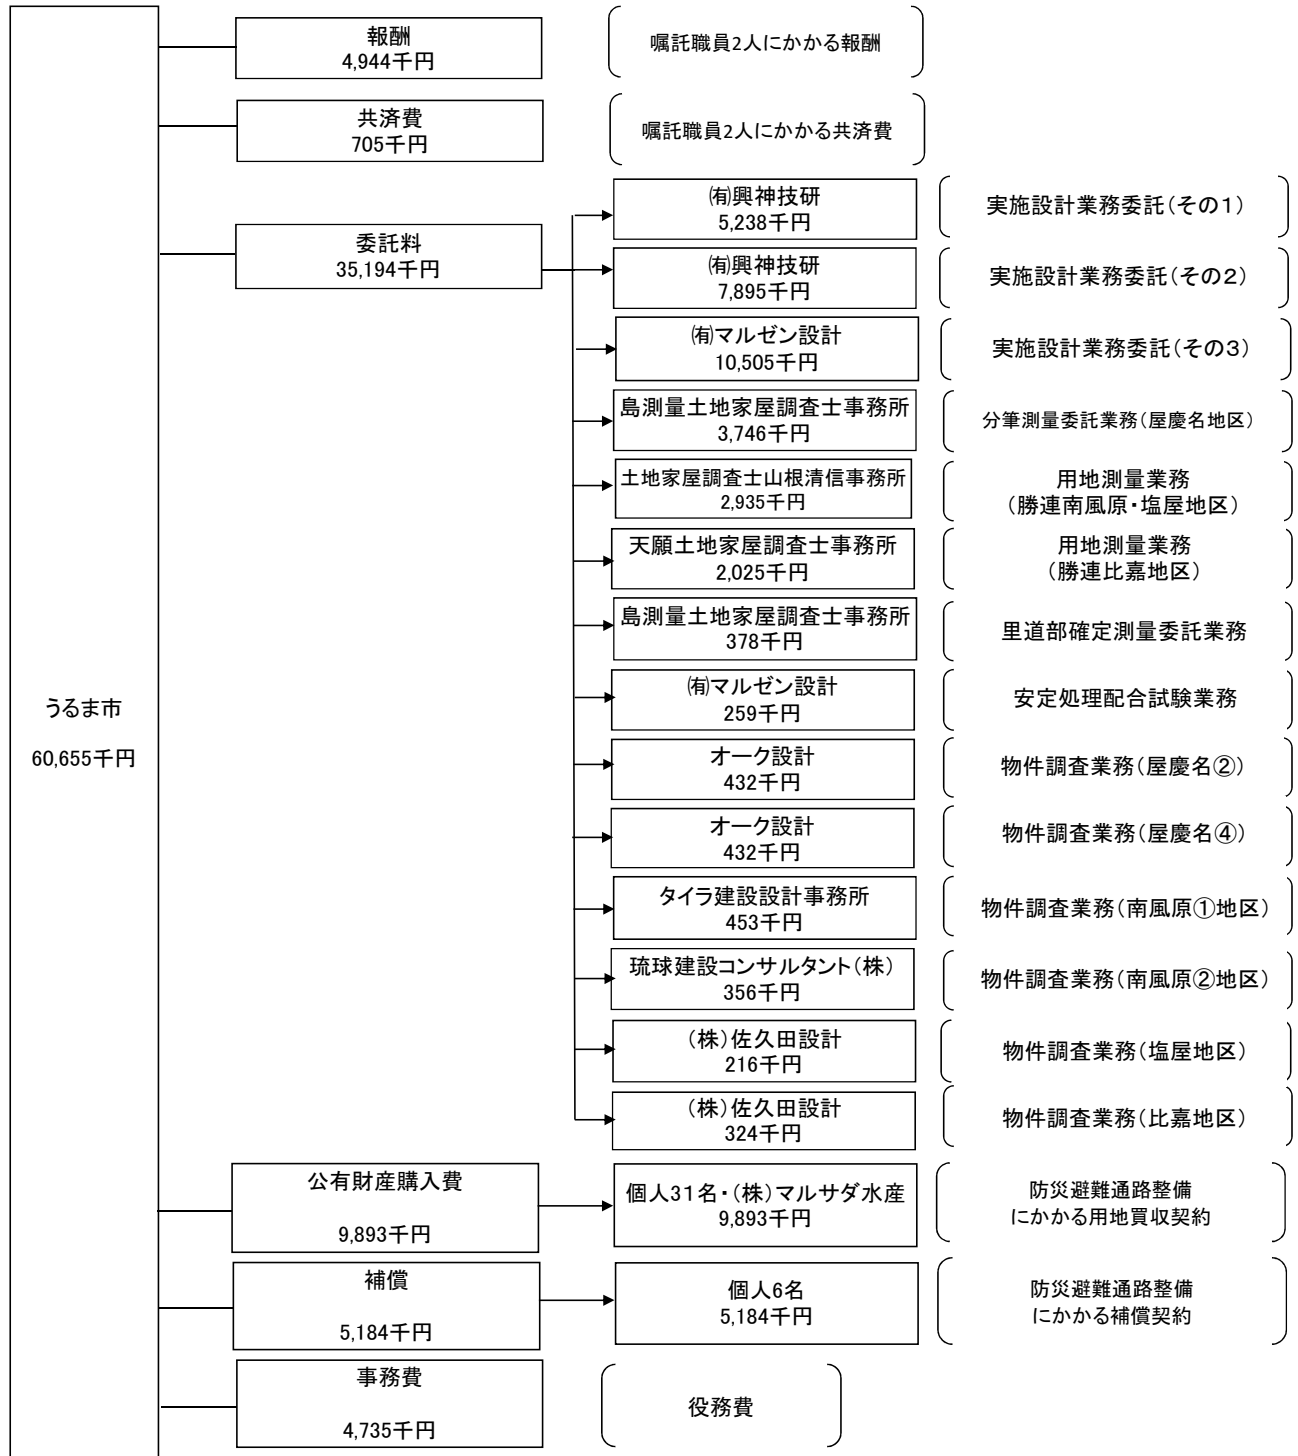 報酬
4,944千円
嘱託職員2人にかかる報酬
共済費
705千円
嘱託職員2人にかかる共済費
㈲興神技研
5,238千円
実施設計業務委託(その1)
委託料
35,194千円
㈲興神技研
7,895千円
実施設計業務委託(その2)
㈲マルゼン設計
10,505千円
実施設計業務委託(その3)
島測量土地家屋調査士事務所
3,746千円
分筆測量委託業務(屋慶名地区)
土地家屋調査士山根清信事務所
2,935千円
用地測量業務
(勝連南風原・塩屋地区)
天願土地家屋調査士事務所
2,025千円
用地測量業務
(勝連比嘉地区)
島測量土地家屋調査士事務所
378千円
里道部確定測量委託業務
うるま市
60,655千円
㈲マルゼン設計
259千円
安定処理配合試験業務
オーク設計
432千円
物件調査業務(屋慶名②)
オーク設計
432千円
物件調査業務(屋慶名④)
タイラ建設設計事務所
453千円
物件調査業務(南風原①地区)
琉球建設コンサルタント(株)
356千円
物件調査業務(南風原②地区)
(株)佐久田設計
216千円
物件調査業務(塩屋地区)
(株)佐久田設計
324千円
物件調査業務(比嘉地区)
公有財産購入費
9,893千円
個人31名・(株)マルサダ水産
9,893千円
防災避難通路整備
にかかる用地買収契約
補償
5,184千円
個人6名
5,184千円
防災避難通路整備
にかかる補償契約
事務費
4,735千円
役務費